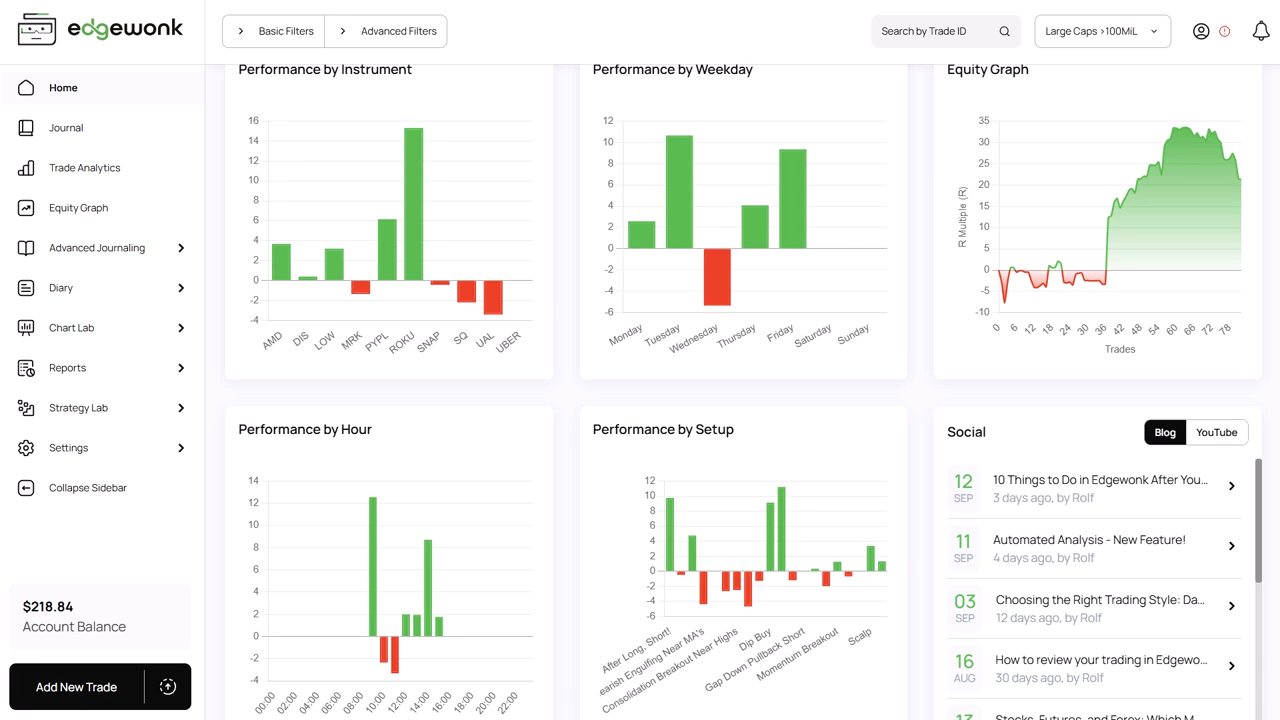 edgewonk
Basic Filters
Advanced Filters
Search by Trade ID
Large Caps >100MiL
Home
Journal
Trade Analytics
Equity Graph
Advanced Journaling
Diary
Chart Lab
Reports
Strategy Lab
Settings
Collapse Sidebar
$218.84
Account Balance
Add New Trade
Performance by Instrument
16
14
12
10
8
6
4
2
0
-2
-4
AMD
DIS
LOW
MRK
PYPL
ROKU
SNAP
SQ
UAL
UBER
Performance by Weekday
12
10
8
6
4
2
0
-2
-4
-6
Monday
Tuesday
Wednesday
Thursday
Friday
Saturday
Sunday
Equity Graph
R Multiple (R)
35
30
25
20
15
10
5
0
-5
-10
0
6
12
18
24
30
36
42
48
54
60
66
72
78
Trades
Performance by Hour
14
12
10
8
6
4
2
0
-2
-4
00:00
02:00
04:00
06:00
08:00
10:00
12:00
14:00
16:00
18:00
20:00
22:00
Performance by Setup
12
10
8
6
4
2
0
-2
-4
-6
After Long, Short!
earish Engulfing Near MA's
Consolidation Breakout Near Highs
Dip Buy
Gap Down Pullback Short
Momentum Breakout
Scalp
Social
Blog
YouTube
12 SEP
10 Things to Do in Edgewonk After You...
3 days ago, by Rolf
11 SEP
Automated Analysis - New Feature!
4 days ago, by Rolf
03 SEP
Choosing the Right Trading Style: Da...
12 days ago, by Rolf
16 AUG
How to review your trading in Edgewo...
30 days ago, by Rolf
Stocks, Futures, and Forex: Which M...